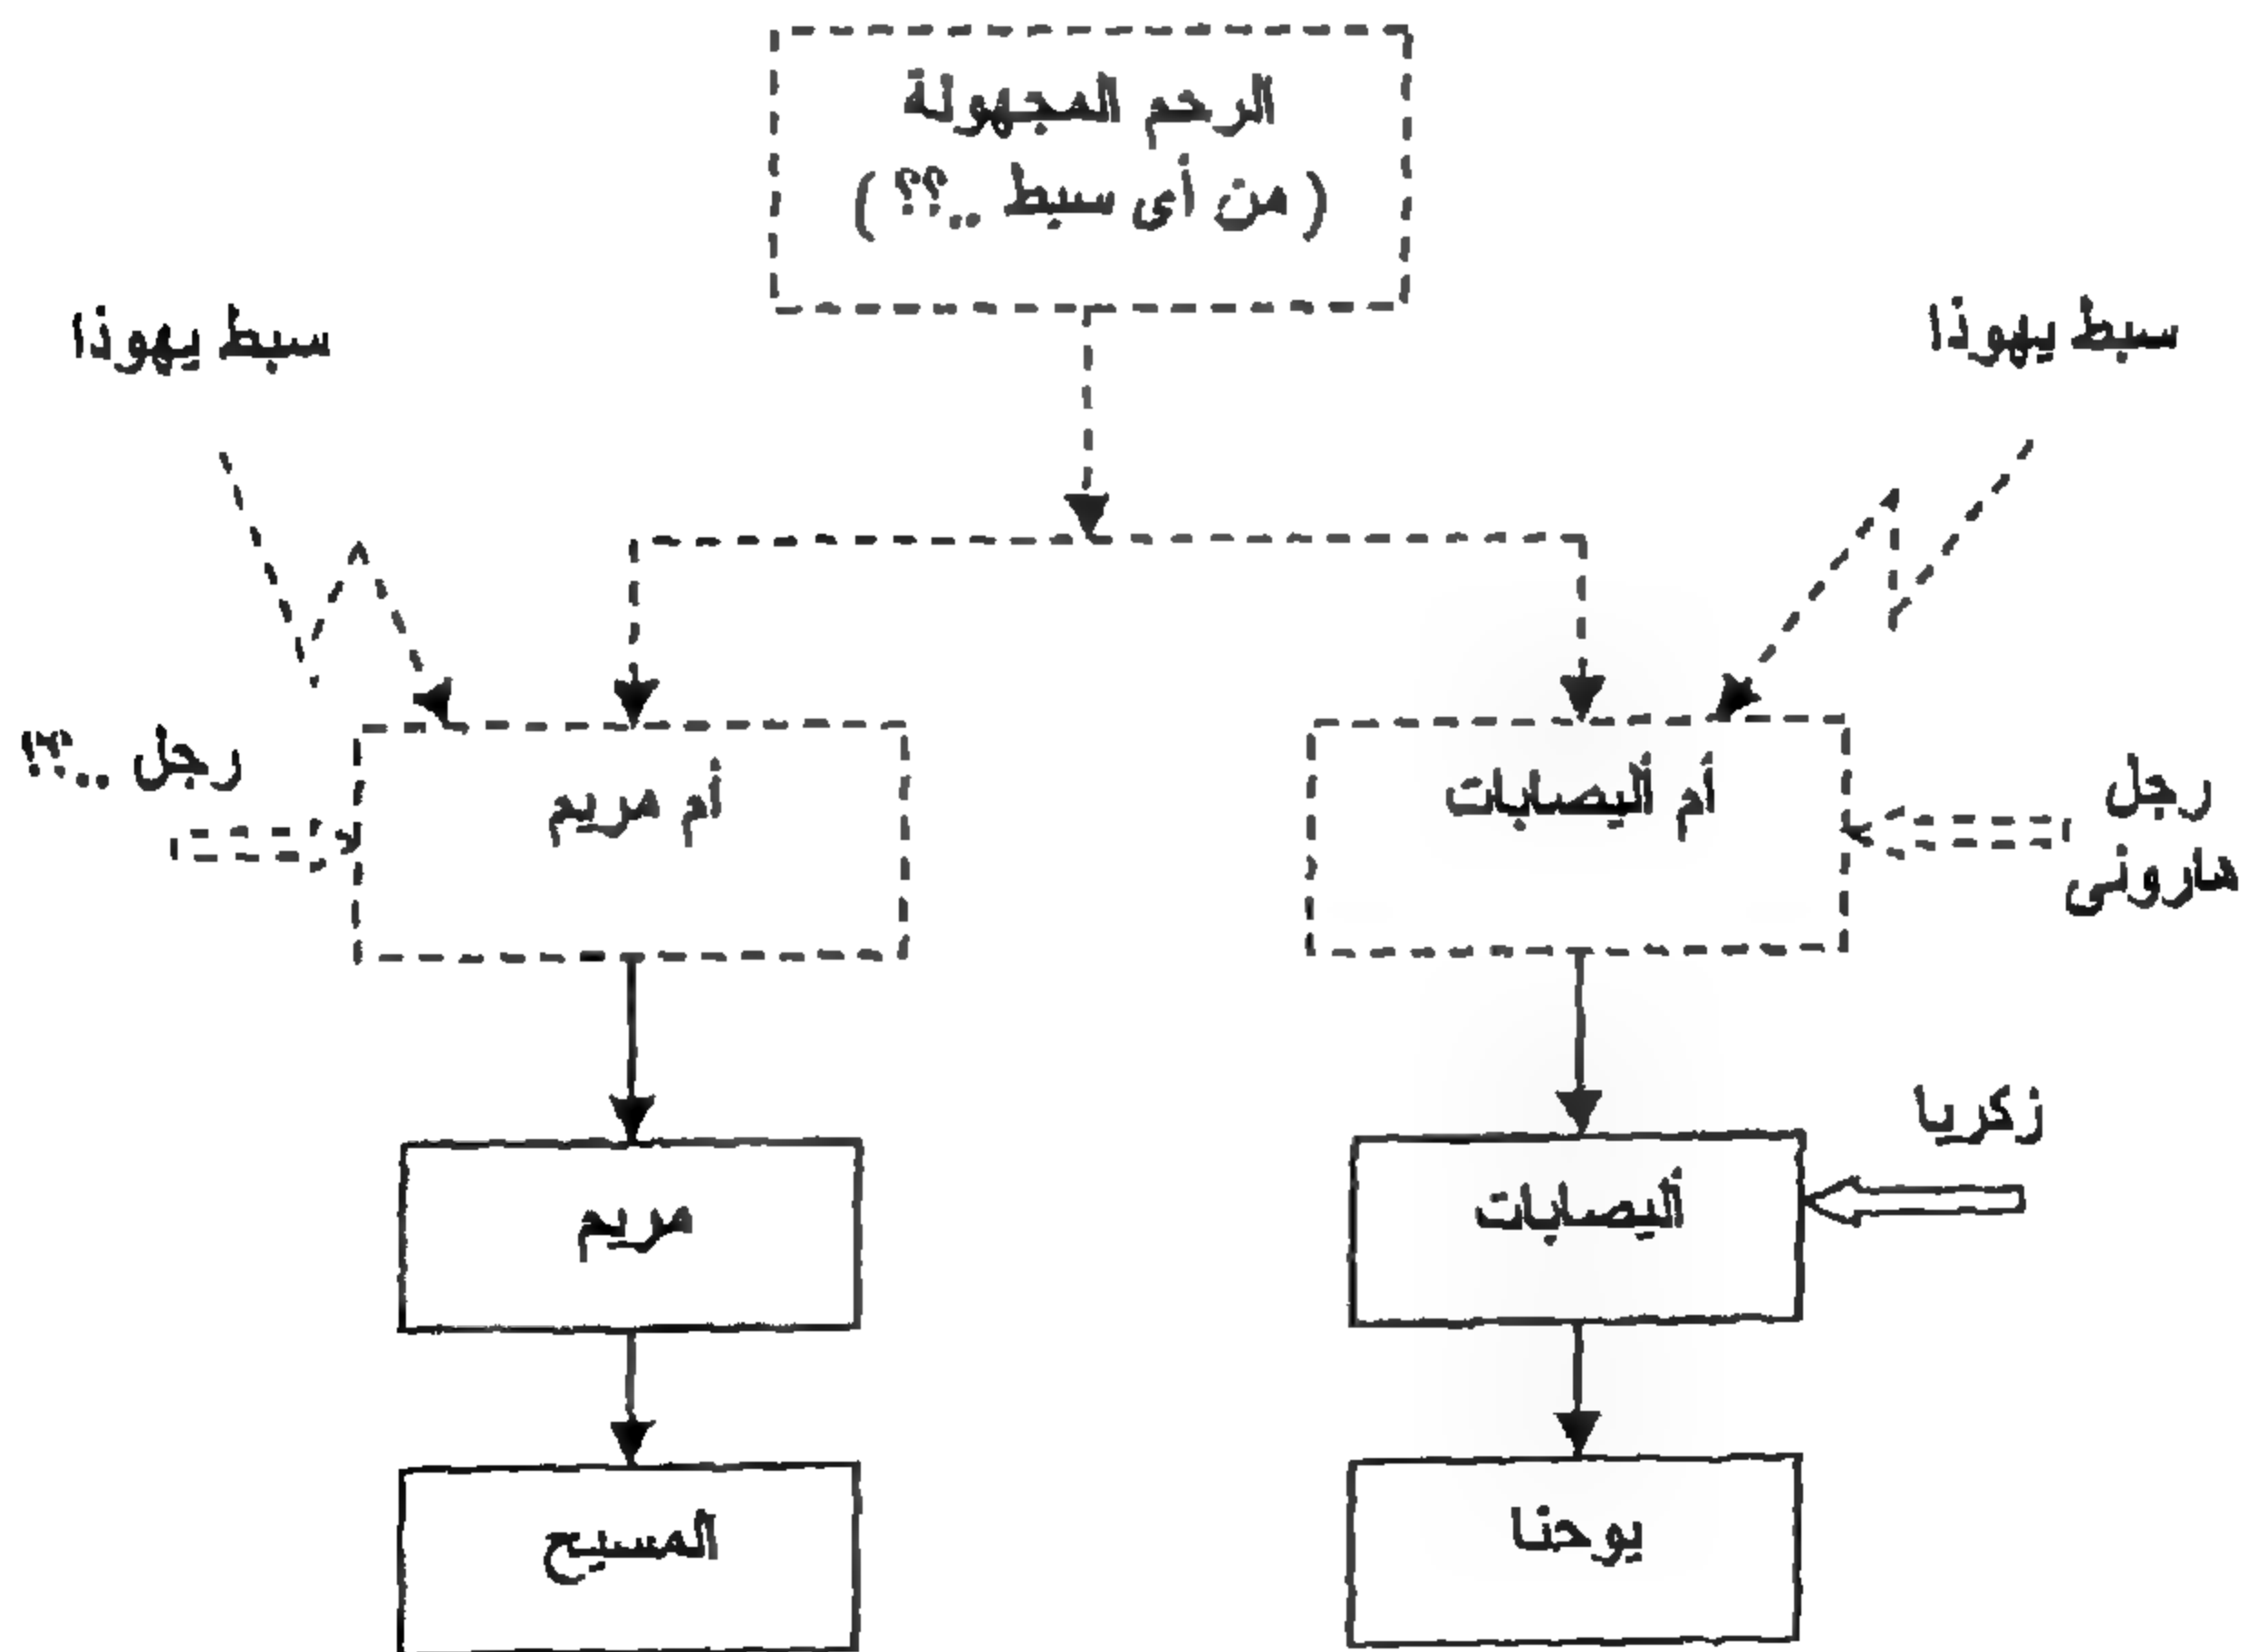 الرحم المجهولة
( من أى سبط ..؟؟ )
سبط يهوذا
سبط يهوذا
أم أليصابات
أم مريم
رجل
هارونى
رجل ..؟!
زكريا
أليصابات
مريم
يوحنا
المسيح